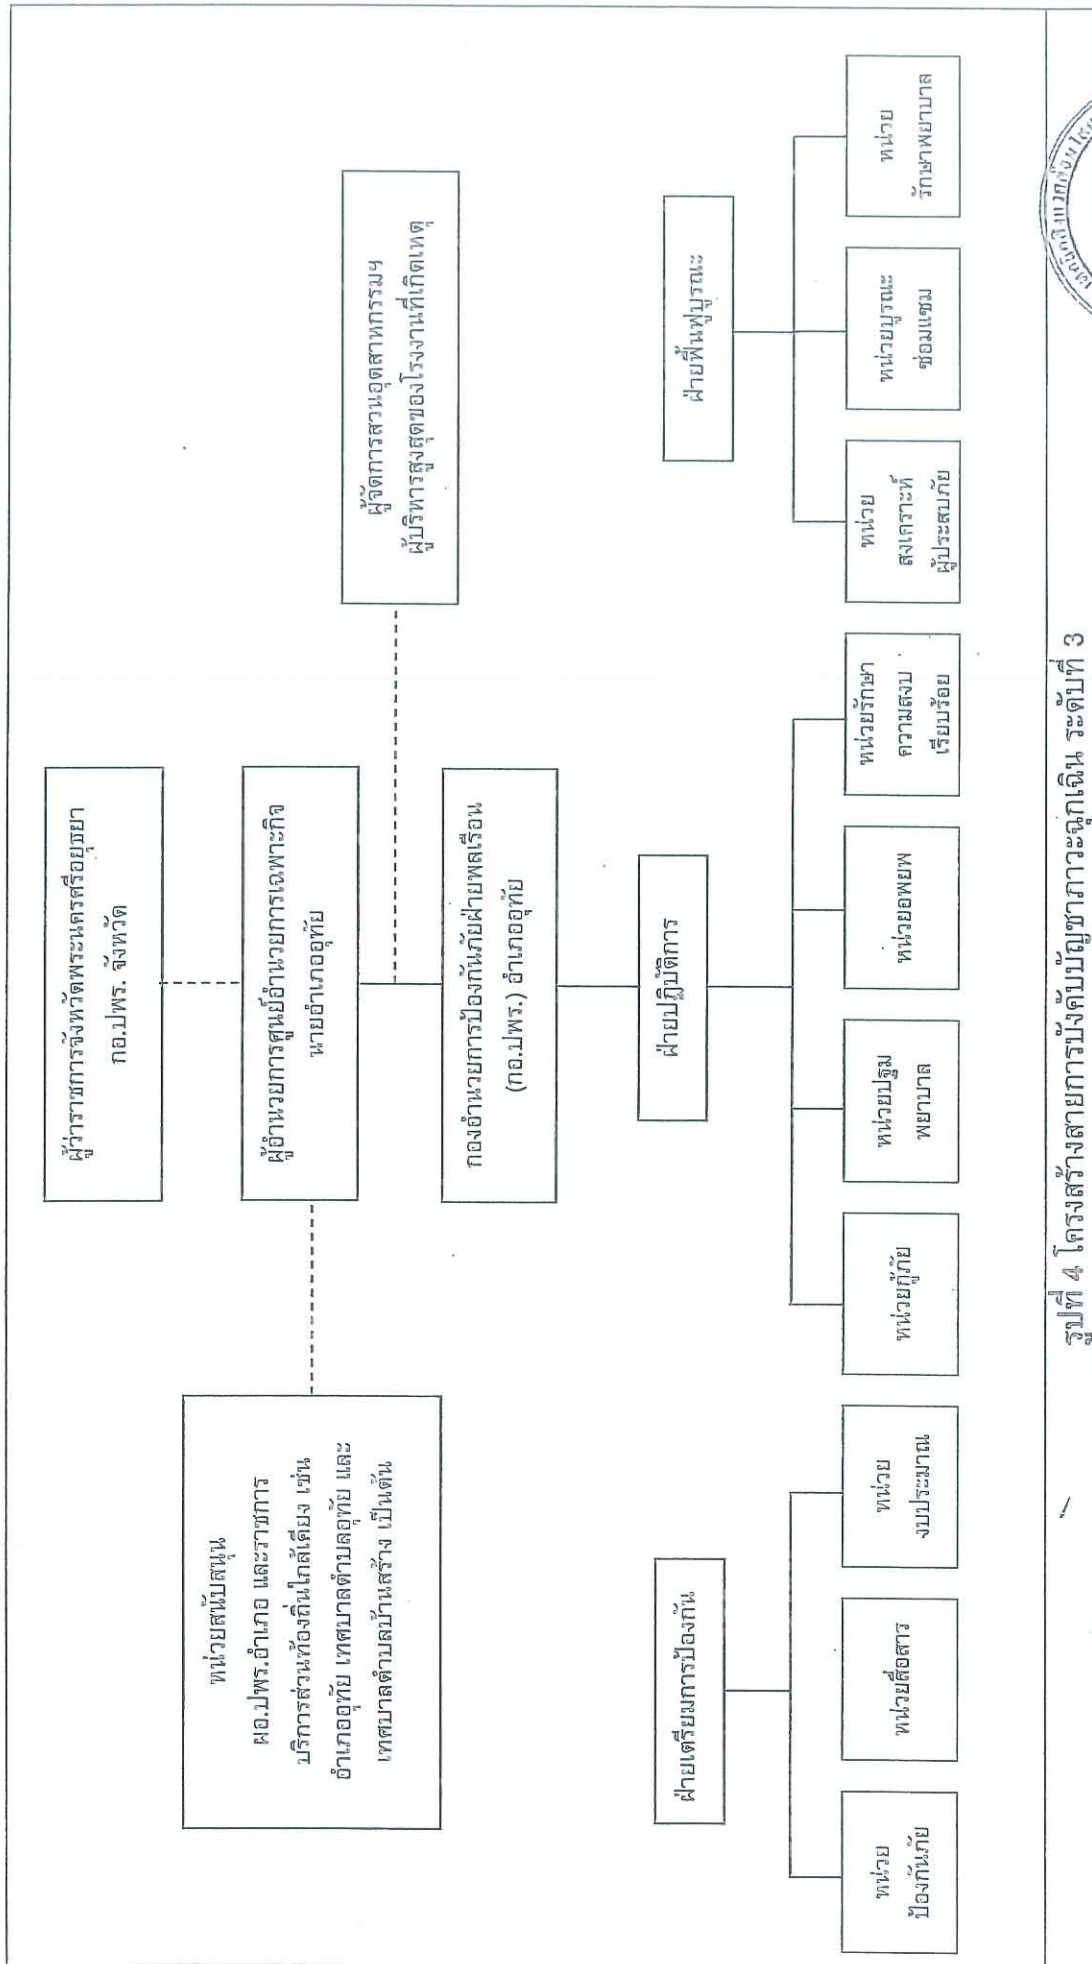 ผู้ว่าราชการจังหวัดพระนครศรีอยุธยา
กอ.ปพร. จังหวัด
ผู้อำนวยการศูนย์อำนวยการเฉพาะกิจ
นายอำเภออุทัย
หน่วยสนับสนุน
ผอ.ปพร.อำเภอ และราชการ
บริการส่วนท้องถิ่นใกล้เคียง เช่น
อำเภออุทัย เทศบาลตำบลอุทัย และ
เทศบาลตำบลบ้านสร้าง เป็นต้น
ผู้จัดการสวนอุตสาหกรรมฯ
ผู้บริหารสูงสุดของโรงงานที่เกิดเหตุ
กองอำนวยการป้องกันภัยฝ่ายพลเรือน
(กอ.ปพร.) อำเภออุทัย
ฝ่ายเตรียมการป้องกัน
ฝ่ายปฏิบัติการ
ฝ่ายฟื้นฟูบูรณะ
หน่วย
ป้องกันภัย
หน่วยสื่อสาร
หน่วย
งบประมาณ
หน่วยกู้ภัย
หน่วยปฐม
พยาบาล
หน่วยอพยพ
หน่วยรักษา
ความสงบ
เรียบร้อย
หน่วย
สงเคราะห์
ผู้ประสบภัย
หน่วยบูรณะ
ซ่อมแซม
หน่วย
รักษาพยาบาล
รูปที่ 4 โครงสร้างสายการบังคับบัญชาภาวะฉุกเฉิน ระดับที่ 3